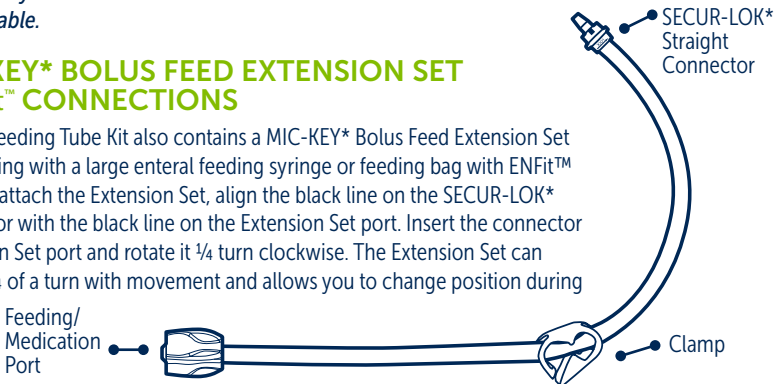 able.
SECUR-LOK*
Straight
Connector
KEY* BOLUS FEED EXTENSION SET
™ CONNECTIONS
eeding Tube Kit also contains a MIC-KEY* Bolus Feed Extension Set
ing with a large enteral feeding syringe or feeding bag with ENFit™
attach the Extension Set, align the black line on the SECUR-LOK*
or with the black line on the Extension Set port. Insert the connector
n Set port and rotate it ¼ turn clockwise. The Extension Set can
of a turn with movement and allows you to change position during
Feeding/
Medication
Port
Clamp